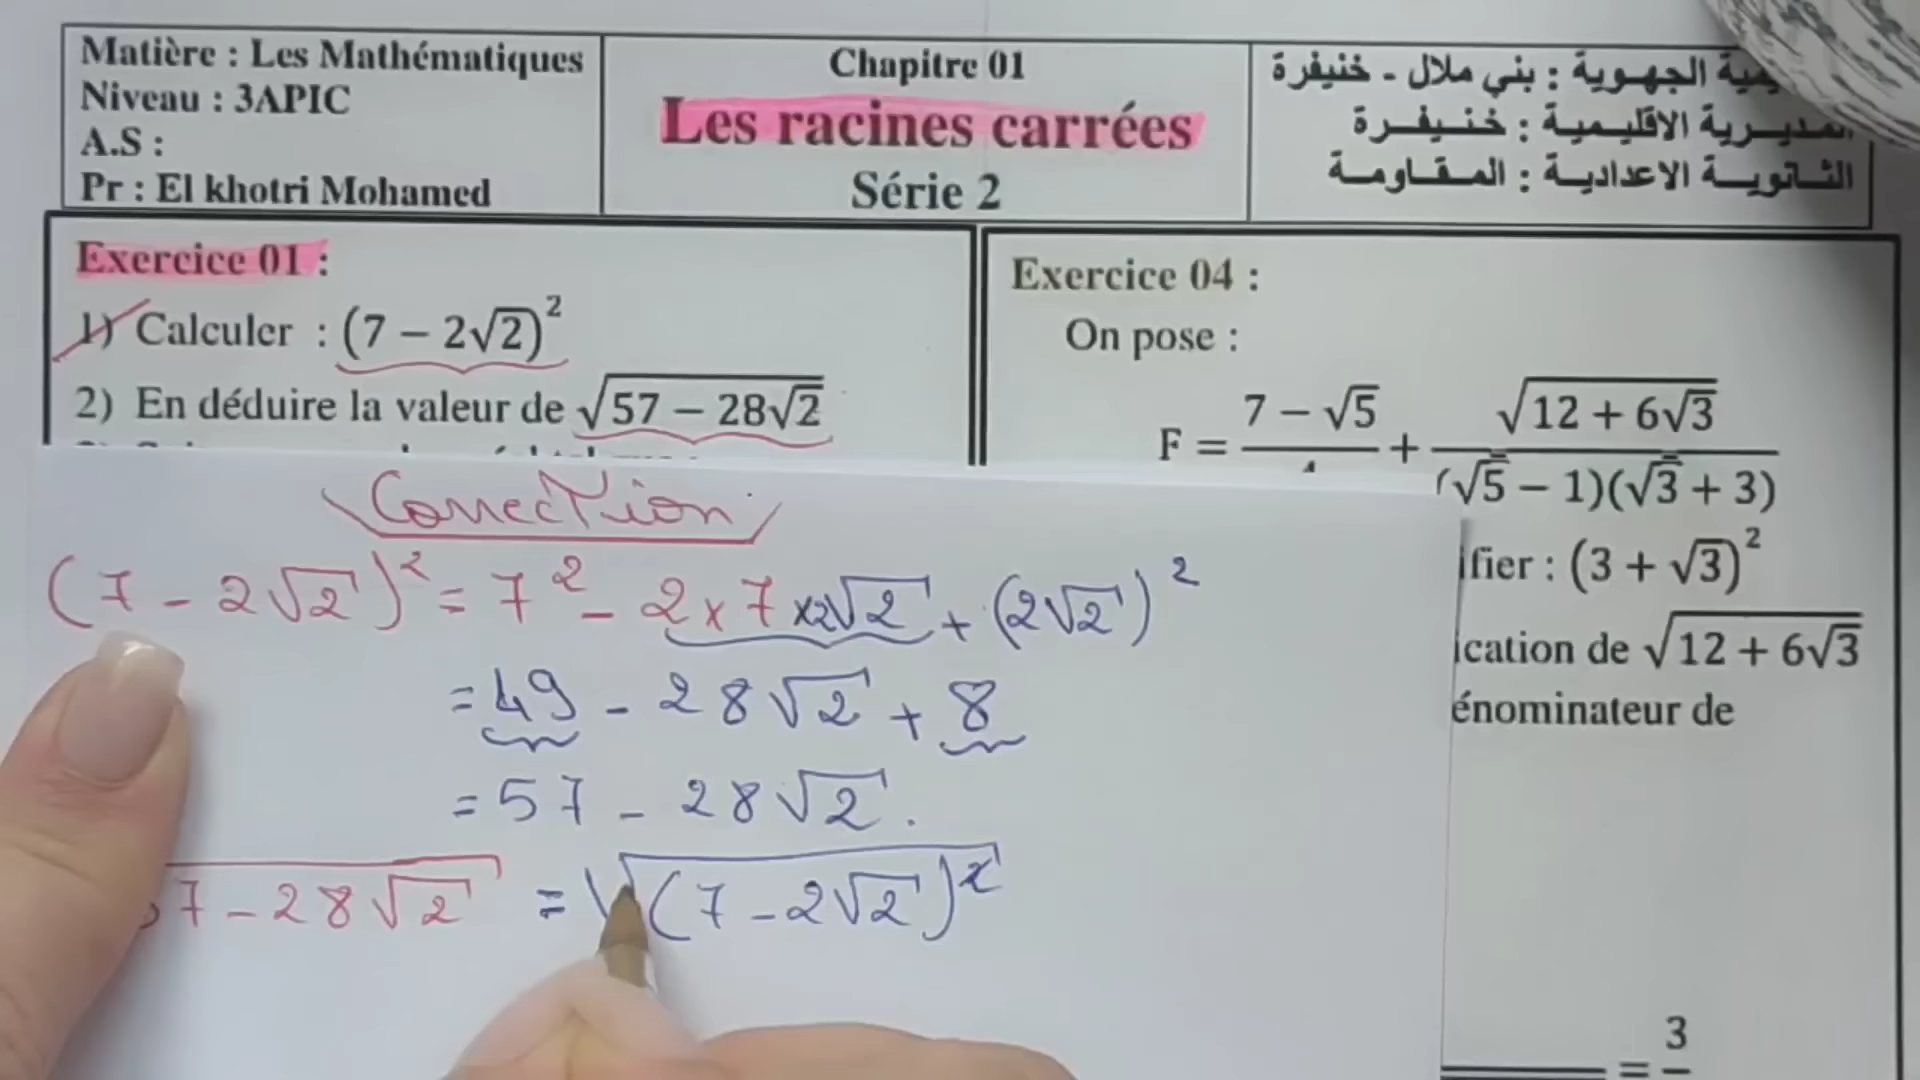 Matière : Les Mathématiques
Niveau : 3APIC
A.S :
Pr : El khotri Mohamed
Chapitre 01
Les racines carrées
Série 2
الجهوية : بني ملال - خنيفرة
المديرية الاقليمية : خنيفرة
الثانوية الاعدادية : المقاومة
Exercice 01 :
1) Calculer : (7 − 2√2)²
2) En déduire la valeur de √(57 − 28√2)
Exercice 04 :
On pose :
F = (7 − √5)/4 + √(12 + 6√3)/((√5 − 1)(√3 + 3))
ifier : (3 + √3)²
ication de √(12 + 6√3)
énominateur de
= 3
Correction
(7 - 2√2)² = 7² - 2×7×2√2 + (2√2)²
= 49 - 28√2 + 8
= 57 - 28√2.
7 - 28√2 = √(7 - 2√2)²